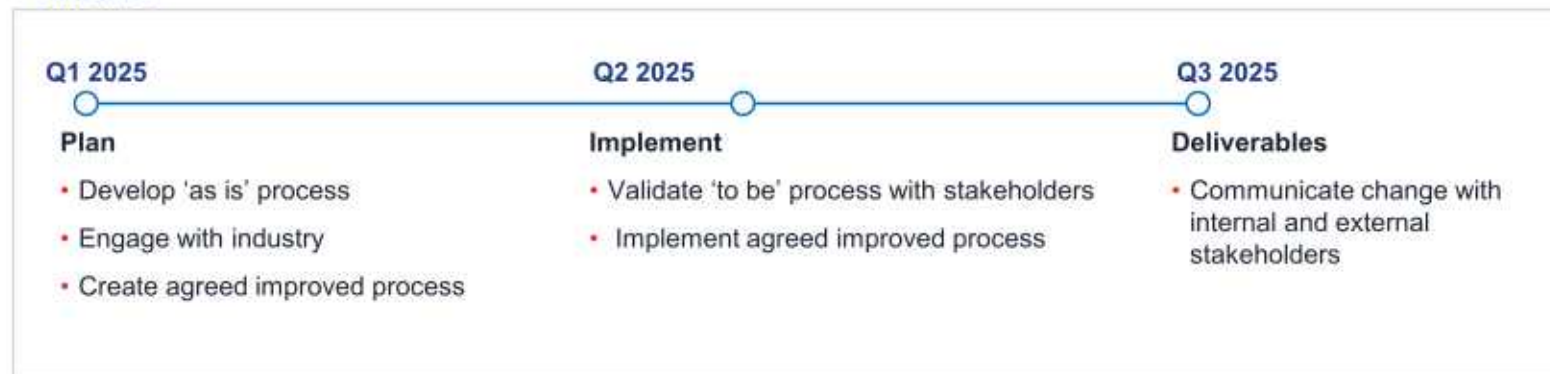 Q1 2025
Q2 2025
Q3 2025
Plan
• Develop ‘as is’ process
• Engage with industry
• Create agreed improved process
Implement
• Validate ‘to be’ process with stakeholders
• Implement agreed improved process
Deliverables
• Communicate change with
internal and external
stakeholders